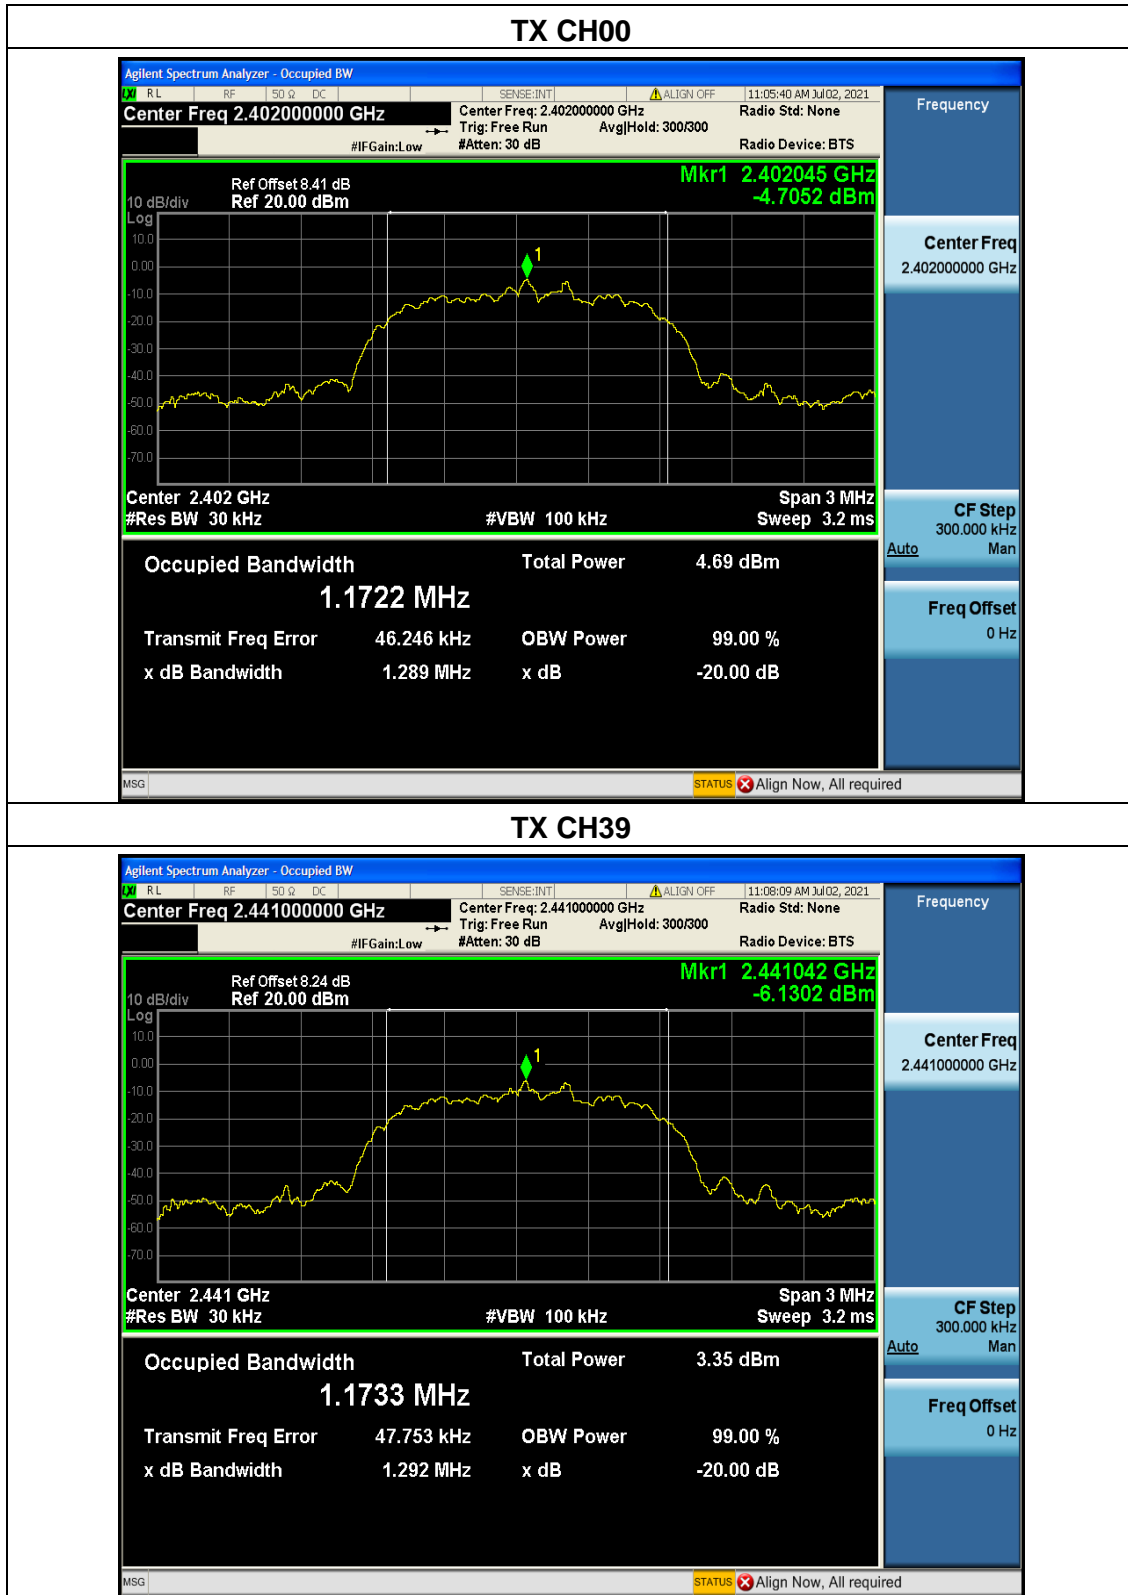 TX CH00
Agilent Spectrum Analyzer - Occupied BW
LXI RL RF 50 Ω DC SENSE:INT ALIGN OFF 11:05:40 AM Jul 02, 2021
Center Freq 2.402000000 GHz
Center Freq: 2.402000000 GHz
Radio Std: None
Trig: Free Run Avg|Hold: 300/300
#IFGain:Low #Atten: 30 dB Radio Device: BTS
Frequency
Mkr1 2.402045 GHz
-4.7052 dBm
Ref Offset 8.41 dB
10 dB/div Ref 20.00 dBm
Log
10.0
0.00
-10.0
-20.0
-30.0
-40.0
-50.0
-60.0
-70.0
1
Center 2.402 GHz Span 3 MHz
#Res BW 30 kHz #VBW 100 kHz Sweep 3.2 ms
Occupied Bandwidth Total Power 4.69 dBm
1.1722 MHz
Transmit Freq Error 46.246 kHz OBW Power 99.00 %
x dB Bandwidth 1.289 MHz x dB -20.00 dB
Center Freq
2.402000000 GHz
CF Step
300.000 kHz
Auto Man
Freq Offset
0 Hz
MSG STATUS Align Now, All required
TX CH39
Agilent Spectrum Analyzer - Occupied BW
LXI RL RF 50 Ω DC SENSE:INT ALIGN OFF 11:08:09 AM Jul 02, 2021
Center Freq 2.441000000 GHz
Center Freq: 2.441000000 GHz
Radio Std: None
Trig: Free Run Avg|Hold: 300/300
#IFGain:Low #Atten: 30 dB Radio Device: BTS
Frequency
Mkr1 2.441042 GHz
-6.1302 dBm
Ref Offset 8.24 dB
10 dB/div Ref 20.00 dBm
Log
10.0
0.00
-10.0
-20.0
-30.0
-40.0
-50.0
-60.0
-70.0
1
Center 2.441 GHz Span 3 MHz
#Res BW 30 kHz #VBW 100 kHz Sweep 3.2 ms
Occupied Bandwidth Total Power 3.35 dBm
1.1733 MHz
Transmit Freq Error 47.753 kHz OBW Power 99.00 %
x dB Bandwidth 1.292 MHz x dB -20.00 dB
Center Freq
2.441000000 GHz
CF Step
300.000 kHz
Auto Man
Freq Offset
0 Hz
MSG STATUS Align Now, All required